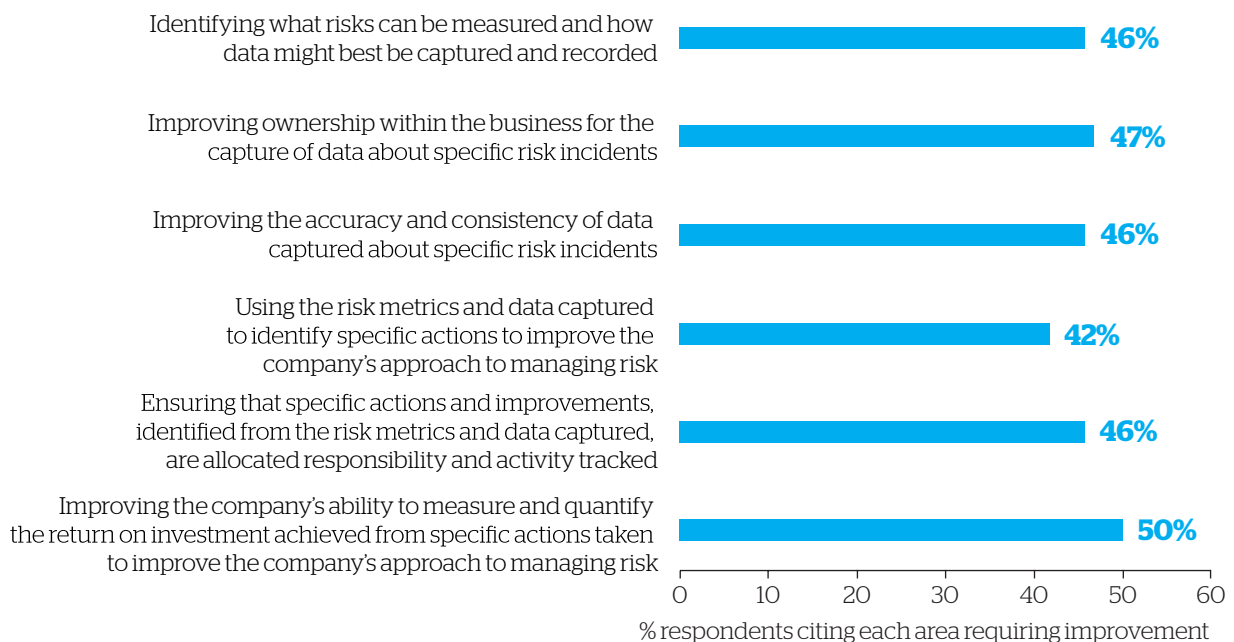 Identifying what risks can be measured and how
data might best be captured and recorded
46%
Improving ownership within the business for the
capture of data about specific risk incidents
47%
Improving the accuracy and consistency of data
captured about specific risk incidents
46%
Using the risk metrics and data captured
to identify specific actions to improve the
company’s approach to managing risk
42%
Ensuring that specific actions and improvements,
identified from the risk metrics and data captured,
are allocated responsibility and activity tracked
46%
Improving the company’s ability to measure and quantify
the return on investment achieved from specific actions taken
to improve the company’s approach to managing risk
50%
0 10 20 30 40 50 60
% respondents citing each area requiring improvement